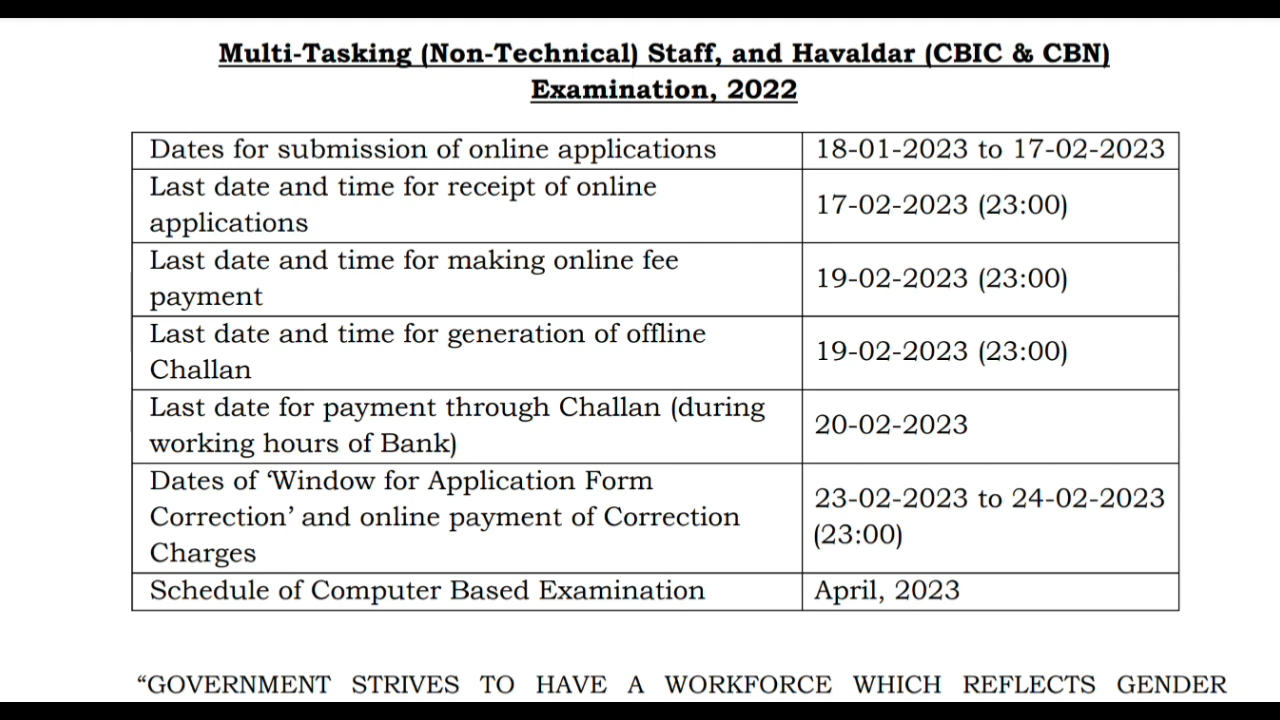 Multi-Tasking (Non-Technical) Staff, and Havaldar (CBIC & CBN)
Examination, 2022
Dates for submission of online applications
18-01-2023 to 17-02-2023
Last date and time for receipt of online
applications
17-02-2023 (23:00)
Last date and time for making online fee
payment
19-02-2023 (23:00)
Last date and time for generation of offline
Challan
19-02-2023 (23:00)
Last date for payment through Challan (during
working hours of Bank)
20-02-2023
Dates of ‘Window for Application Form
Correction’ and online payment of Correction
Charges
23-02-2023 to 24-02-2023
(23:00)
Schedule of Computer Based Examination
April, 2023
“GOVERNMENT STRIVES TO HAVE A WORKFORCE WHICH REFLECTS GENDER